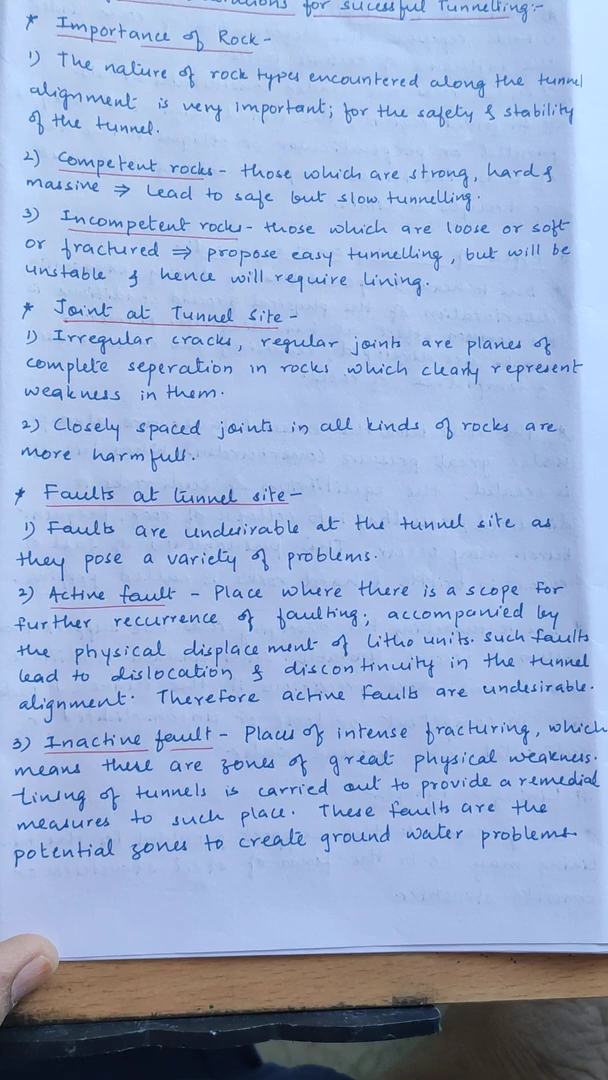 for sucessful Tunnelling:-
* Importance of Rock -
1) The nature of rock types encountered along the tunnel
alignment is very important; for the safety & stability
of the tunnel.
2) Competent rocks - those which are strong, hard &
massive ⇒ Lead to safe but slow tunnelling.
3) Incompetent rocks - those which are loose or soft
or fractured ⇒ propose easy tunnelling, but will be
unstable & hence will require lining.
* Joint at Tunnel site -
1) Irregular cracks, regular joints are planes of
complete seperation in rocks which clearly represent
weakness in them.
2) Closely spaced joints in all kinds of rocks are
more harmfull.
* Faults at tunnel site -
1) Faults are undesirable at the tunnel site as
they pose a variety of problems.
2) Active fault - Place where there is a scope for
further recurrence of faulting; accompanied by
the physical displacement of litho units. such faults
lead to dislocation & discontinuity in the tunnel
alignment. Therefore active faults are undesirable.
3) Inactive fault - Places of intense fracturing, which
means there are zones of great physical weakness.
Lining of tunnels is carried out to provide a remedial
measures to such place. These faults are the
potential zones to create ground water problems